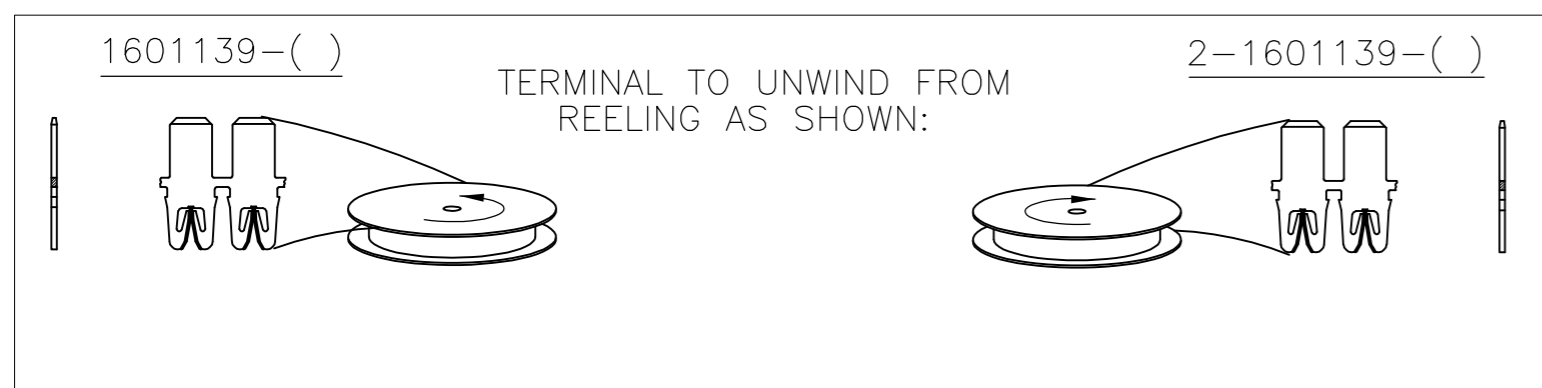 1601139-( )
TERMINAL TO UNWIND FROM
REELING AS SHOWN:
2-1601139-( )